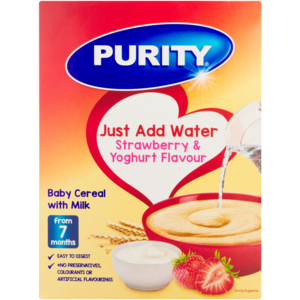 PURITY
Just Add Water
Strawberry &
Yoghurt Flavour
Baby Cereal
with Milk
from
7
months
EASY TO DIGEST
*NO PRESERVATIVES,
COLOURANTS OR
ARTIFICIAL FLAVOURINGS